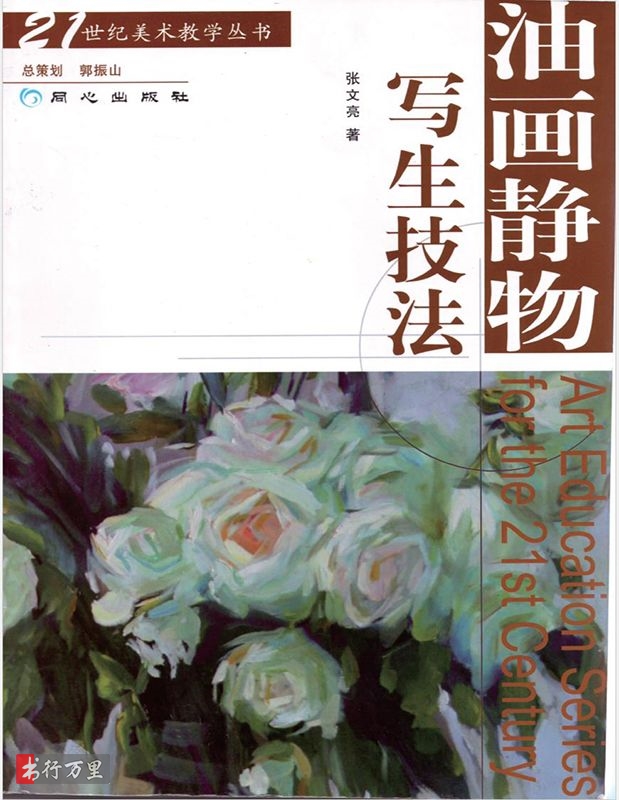 21世纪美术教学丛书
总策划 郭振山
同心出版社
油画静物
写生技法
张文亮 著
Art Education Series
for the 21st Century
书行万里